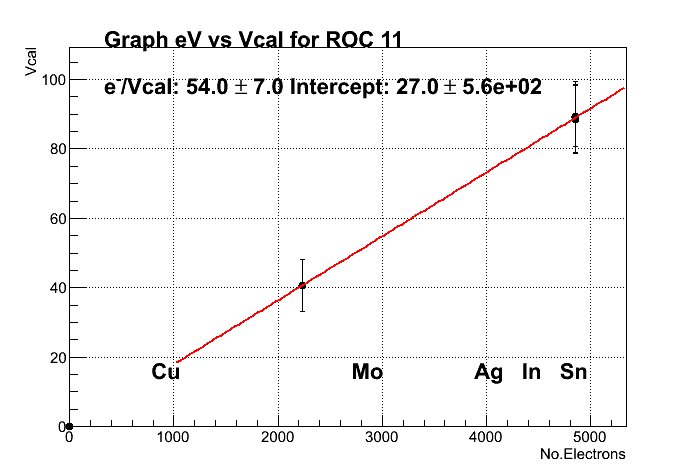 Graph eV vs Vcal for ROC 11
e⁻/Vcal: 54.0 ± 7.0 Intercept: 27.0 ± 5.6e+02
Vcal
100
80
60
40
20
0
Cu Mo Ag In Sn
0 1000 2000 3000 4000 5000
No.Electrons